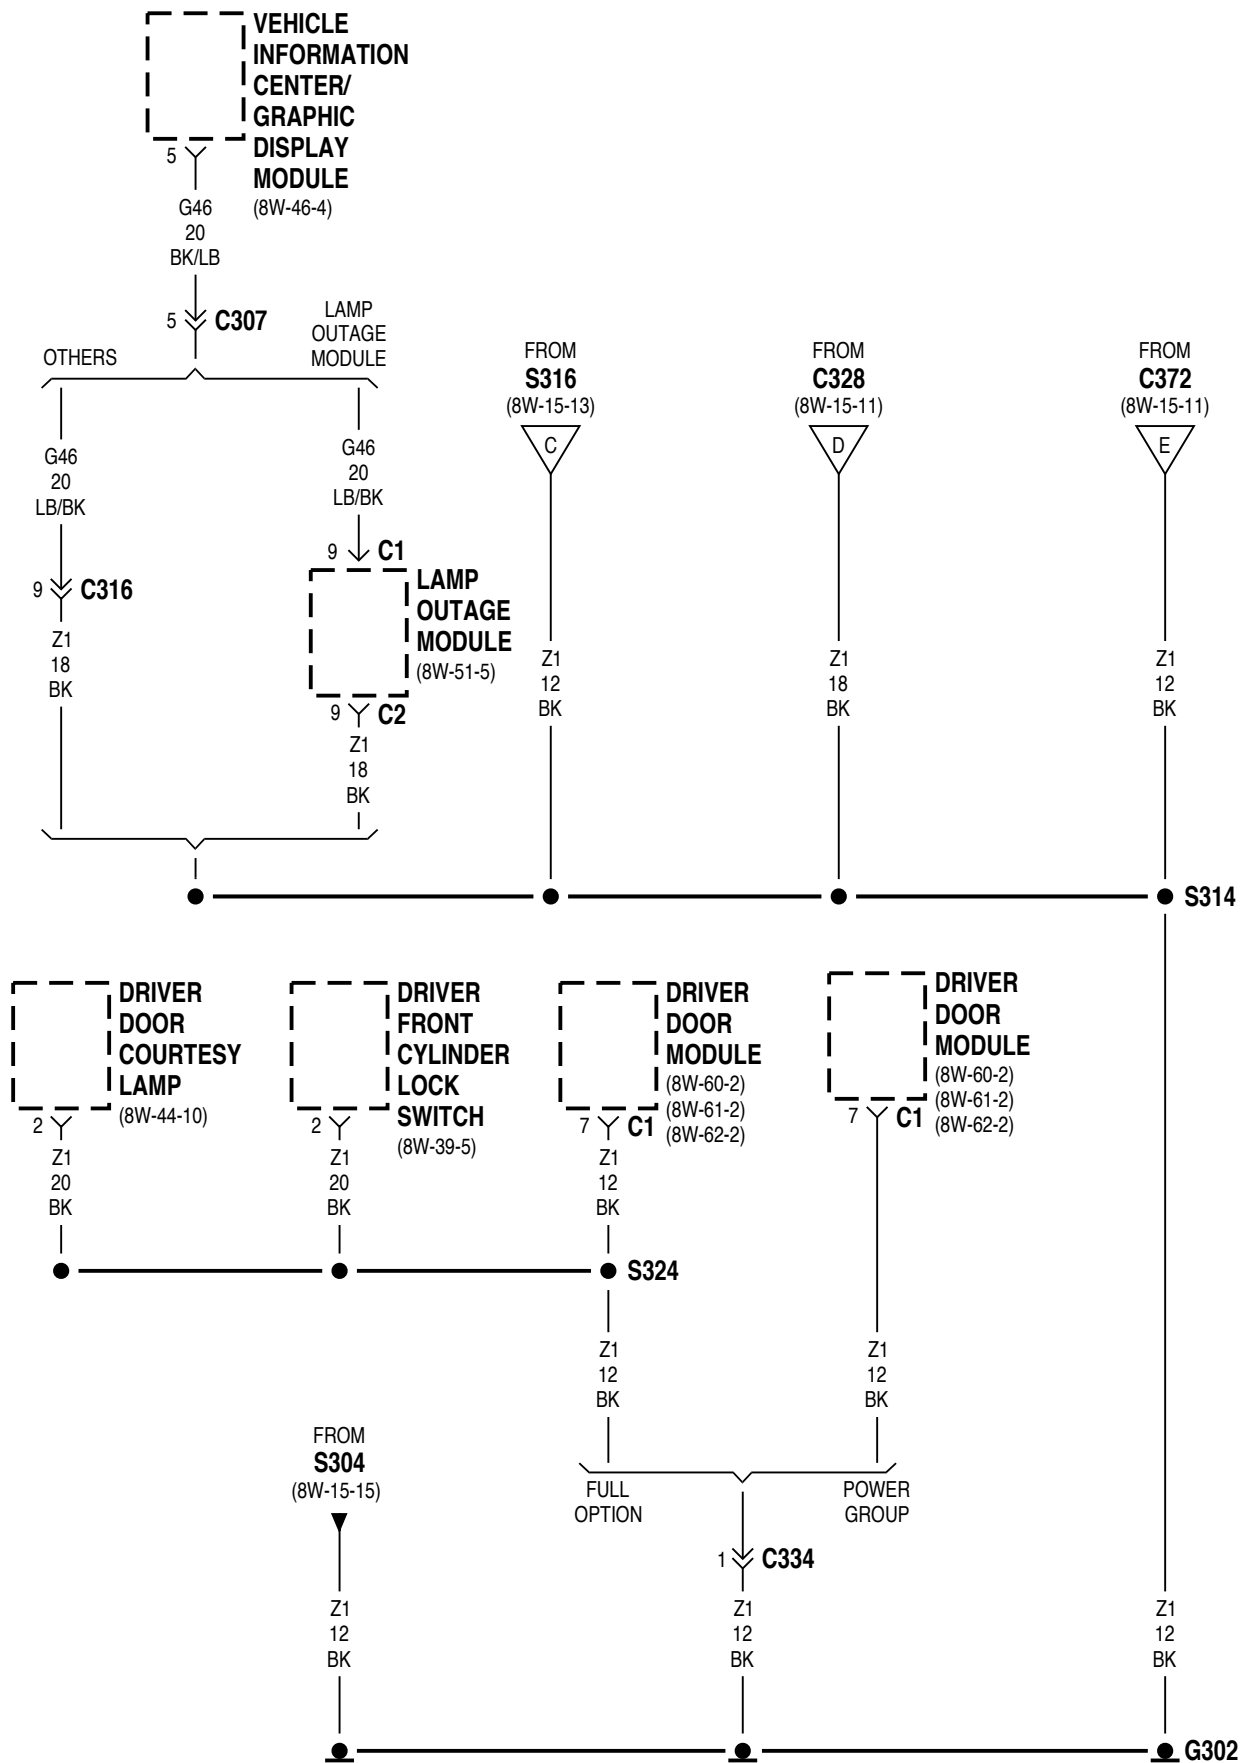 VEHICLE
INFORMATION
CENTER/
GRAPHIC
DISPLAY
MODULE
(8W-46-4)
5
G46
20
BK/LB
5 C307
OTHERS
LAMP
OUTAGE
MODULE
G46
20
LB/BK
9 C316
Z1
18
BK
G46
20
LB/BK
9 C1
LAMP
OUTAGE
MODULE
(8W-51-5)
9 C2
Z1
18
BK
FROM
S316
(8W-15-13)
C
Z1
12
BK
FROM
C328
(8W-15-11)
D
Z1
18
BK
FROM
C372
(8W-15-11)
E
Z1
12
BK
S314
DRIVER
DOOR
COURTESY
LAMP
(8W-44-10)
2
Z1
20
BK
DRIVER
FRONT
CYLINDER
LOCK
SWITCH
(8W-39-5)
2
Z1
20
BK
DRIVER
DOOR
MODULE
(8W-60-2)
(8W-61-2)
(8W-62-2)
7 C1
Z1
12
BK
DRIVER
DOOR
MODULE
(8W-60-2)
(8W-61-2)
(8W-62-2)
7 C1
S324
Z1
12
BK
Z1
12
BK
FULL
OPTION
POWER
GROUP
FROM
S304
(8W-15-15)
1 C334
Z1
12
BK
Z1
12
BK
Z1
12
BK
G302